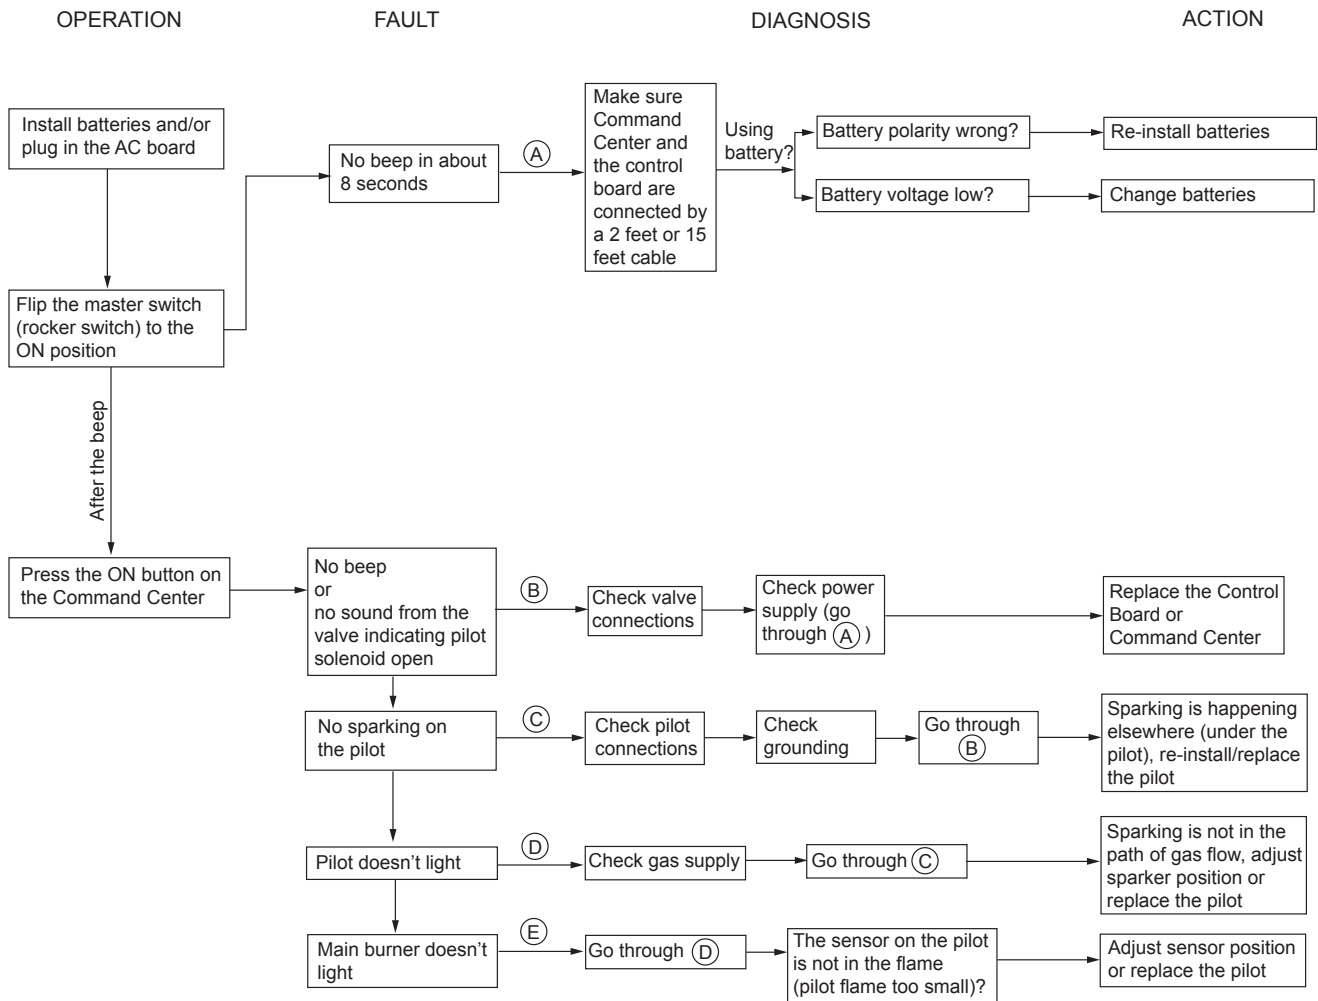 OPERATION
FAULT
DIAGNOSIS
ACTION
Install batteries and/or
plug in the AC board
No beep in about
8 seconds
A
Make sure
Command
Center and
the control
board are
connected by
a 2 feet or 15
feet cable
Using
battery?
Battery polarity wrong?
Re-install batteries
Battery voltage low?
Change batteries
Flip the master switch
(rocker switch) to the
ON position
After the beep
Press the ON button on
the Command Center
No beep
or
no sound from the
valve indicating pilot
solenoid open
B
Check valve
connections
Check power
supply (go
through A )
Replace the Control
Board or
Command Center
No sparking on
the pilot
C
Check pilot
connections
Check
grounding
Go through
B
Sparking is happening
elsewhere (under the
pilot), re-install/replace
the pilot
Pilot doesn't light
D
Check gas supply
Go through C
Sparking is not in the
path of gas flow, adjust
sparker position or
replace the pilot
Main burner doesn't
light
E
Go through D
The sensor on the pilot
is not in the flame
(pilot flame too small)?
Adjust sensor position
or replace the pilot